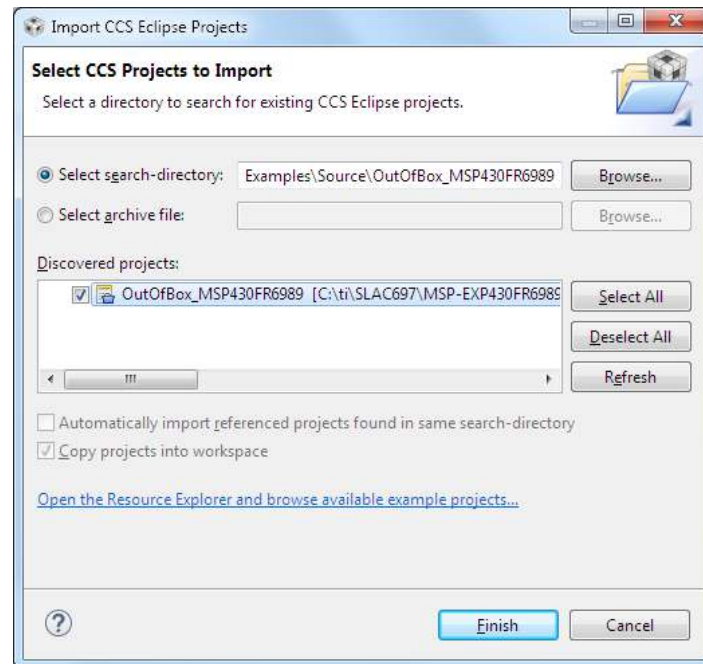 Import CCS Eclipse Projects
Select CCS Projects to Import
Select a directory to search for existing CCS Eclipse projects.
Select search-directory: Examples\Source\OutOfBox_MSP430FR6989 Browse...
Select archive file: Browse...
Discovered projects:
OutOfBox_MSP430FR6989 [C:\ti\SLAC697\MSP-EXP430FR6989 Select All
Deselect All
Refresh
Automatically import referenced projects found in same search-directory
Copy projects into workspace
Open the Resource Explorer and browse available example projects...
? Finish Cancel